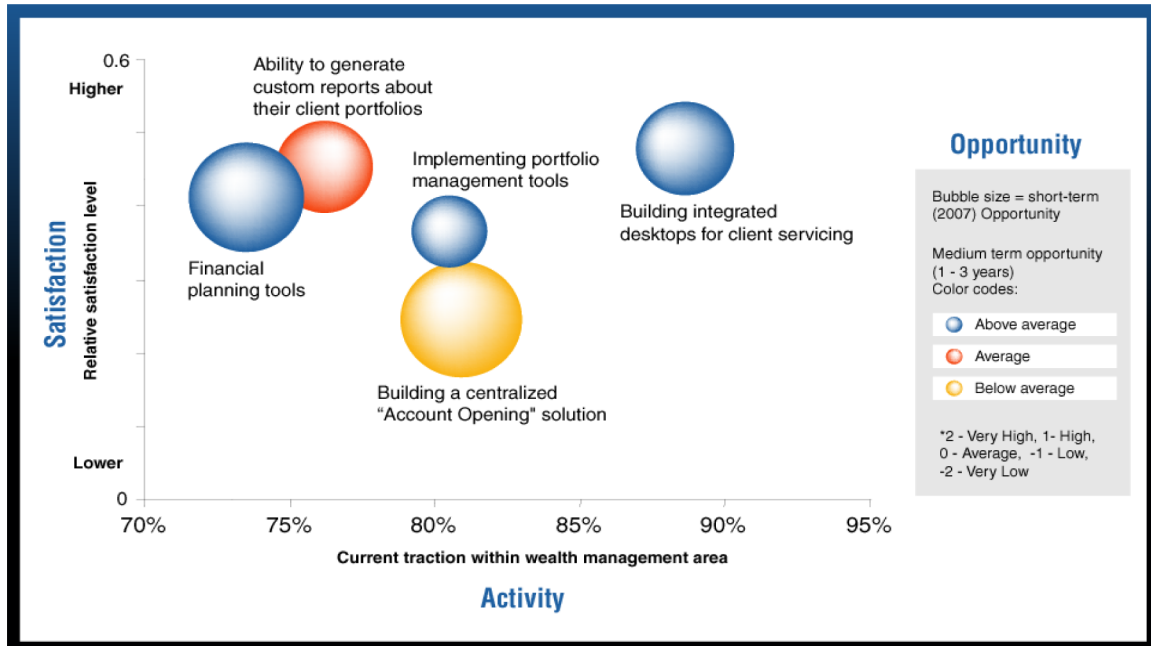 0.6
Higher
Satisfaction
Relative satisfaction level
Lower
0
Ability to generate
custom reports about
their client portfolios
Implementing portfolio
management tools
Building integrated
desktops for client servicing
Financial
planning tools
Building a centralized
“Account Opening" solution
70%
75%
80%
85%
90%
95%
Current traction within wealth management area
Activity
Opportunity
Bubble size = short-term
(2007) Opportunity
Medium term opportunity
(1 - 3 years)
Color codes:
Above average
Average
Below average
*2 - Very High, 1- High,
0 - Average, -1 - Low,
-2 - Very Low